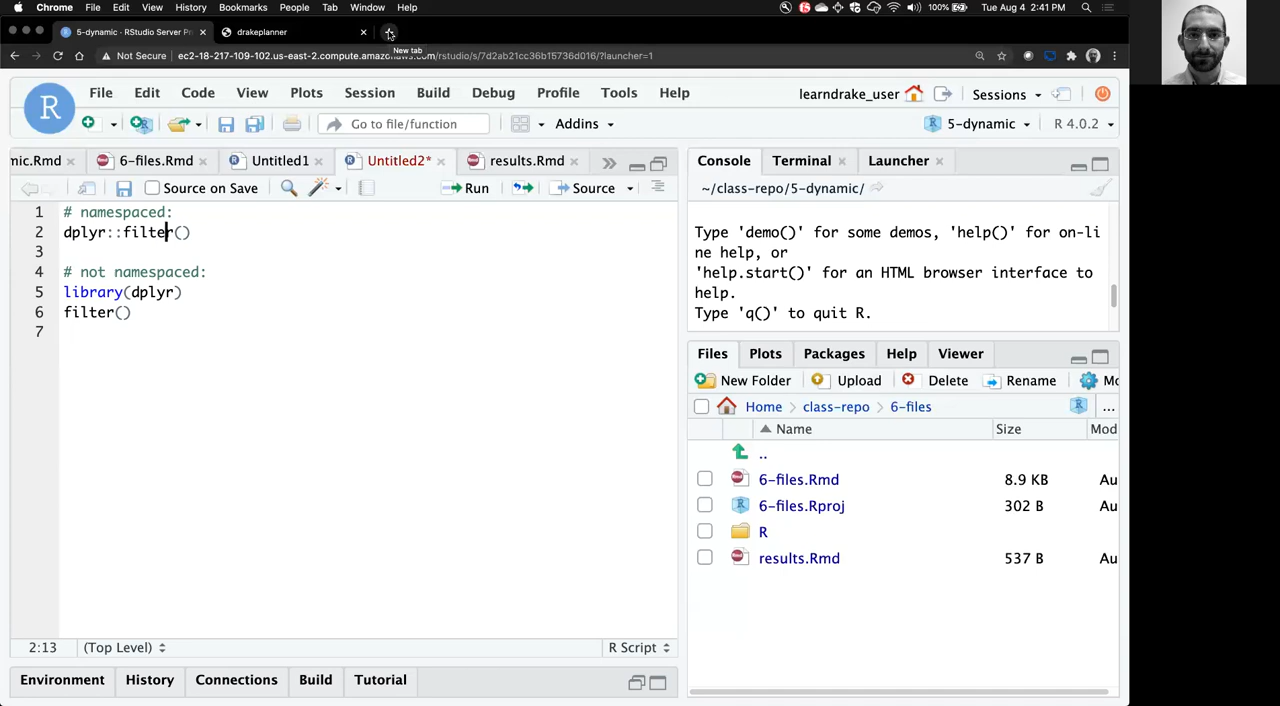 Chrome File Edit View History Bookmarks People Tab Window Help 100% Tue Aug 4 2:41 PM
5-dynamic · RStudio Server Pr drakeplanner
New tab
Not Secure ec2-18-217-109-102.us-east-2.compute.amazonaws.com/rstudio/s/7d2ab21cc36b15736d016/?launcher=1
R File Edit Code View Plots Session Build Debug Profile Tools Help learndrake_user Sessions
Go to file/function Addins 5-dynamic R 4.0.2
mic.Rmd 6-files.Rmd Untitled1 Untitled2* results.Rmd
Source on Save Run Source
1 # namespaced:
2 dplyr::filter()
3
4 # not namespaced:
5 library(dplyr)
6 filter()
7
2:13 (Top Level) R Script
Environment History Connections Build Tutorial
Console Terminal Launcher
~/class-repo/5-dynamic/
Type 'demo()' for some demos, 'help()' for on-li
ne help, or
'help.start()' for an HTML browser interface to
help.
Type 'q()' to quit R.
Files Plots Packages Help Viewer
New Folder Upload Delete Rename Mo
Home class-repo 6-files ...
Name Size Mod
..
6-files.Rmd 8.9 KB Au
6-files.Rproj 302 B Au
R
results.Rmd 537 B Au